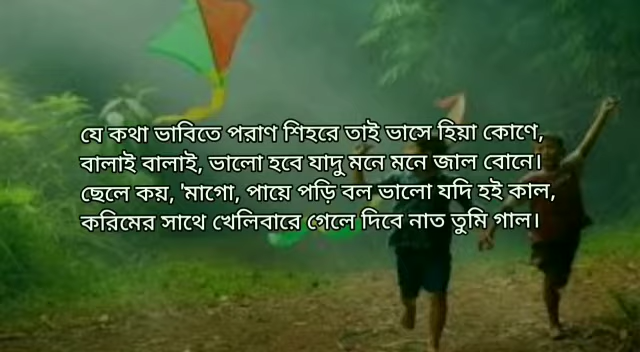 যে কথা ভাবিতে পরাণ শিহরে তাই ভাসে হিয়া কোণে,
বালাই বালাই, ভালো হবে যাদু মনে মনে জাল বোনে।
ছেলে কয়, 'মাগো, পায়ে পড়ি বল ভালো যদি হই কাল,
করিমের সাথে খেলিবারে গেলে দিবে নাত তুমি গাল।